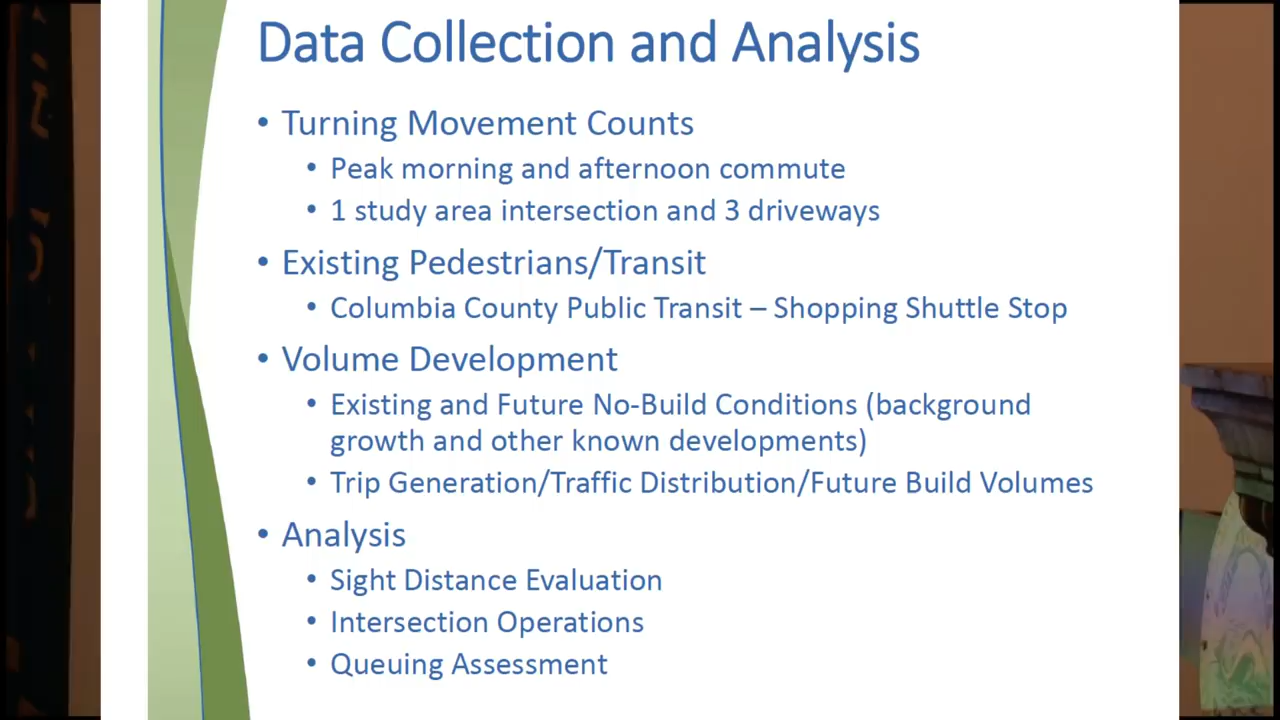 Data Collection and Analysis
• Turning Movement Counts
• Peak morning and afternoon commute
• 1 study area intersection and 3 driveways
• Existing Pedestrians/Transit
• Columbia County Public Transit – Shopping Shuttle Stop
• Volume Development
• Existing and Future No-Build Conditions (background
growth and other known developments)
• Trip Generation/Traffic Distribution/Future Build Volumes
• Analysis
• Sight Distance Evaluation
• Intersection Operations
• Queuing Assessment